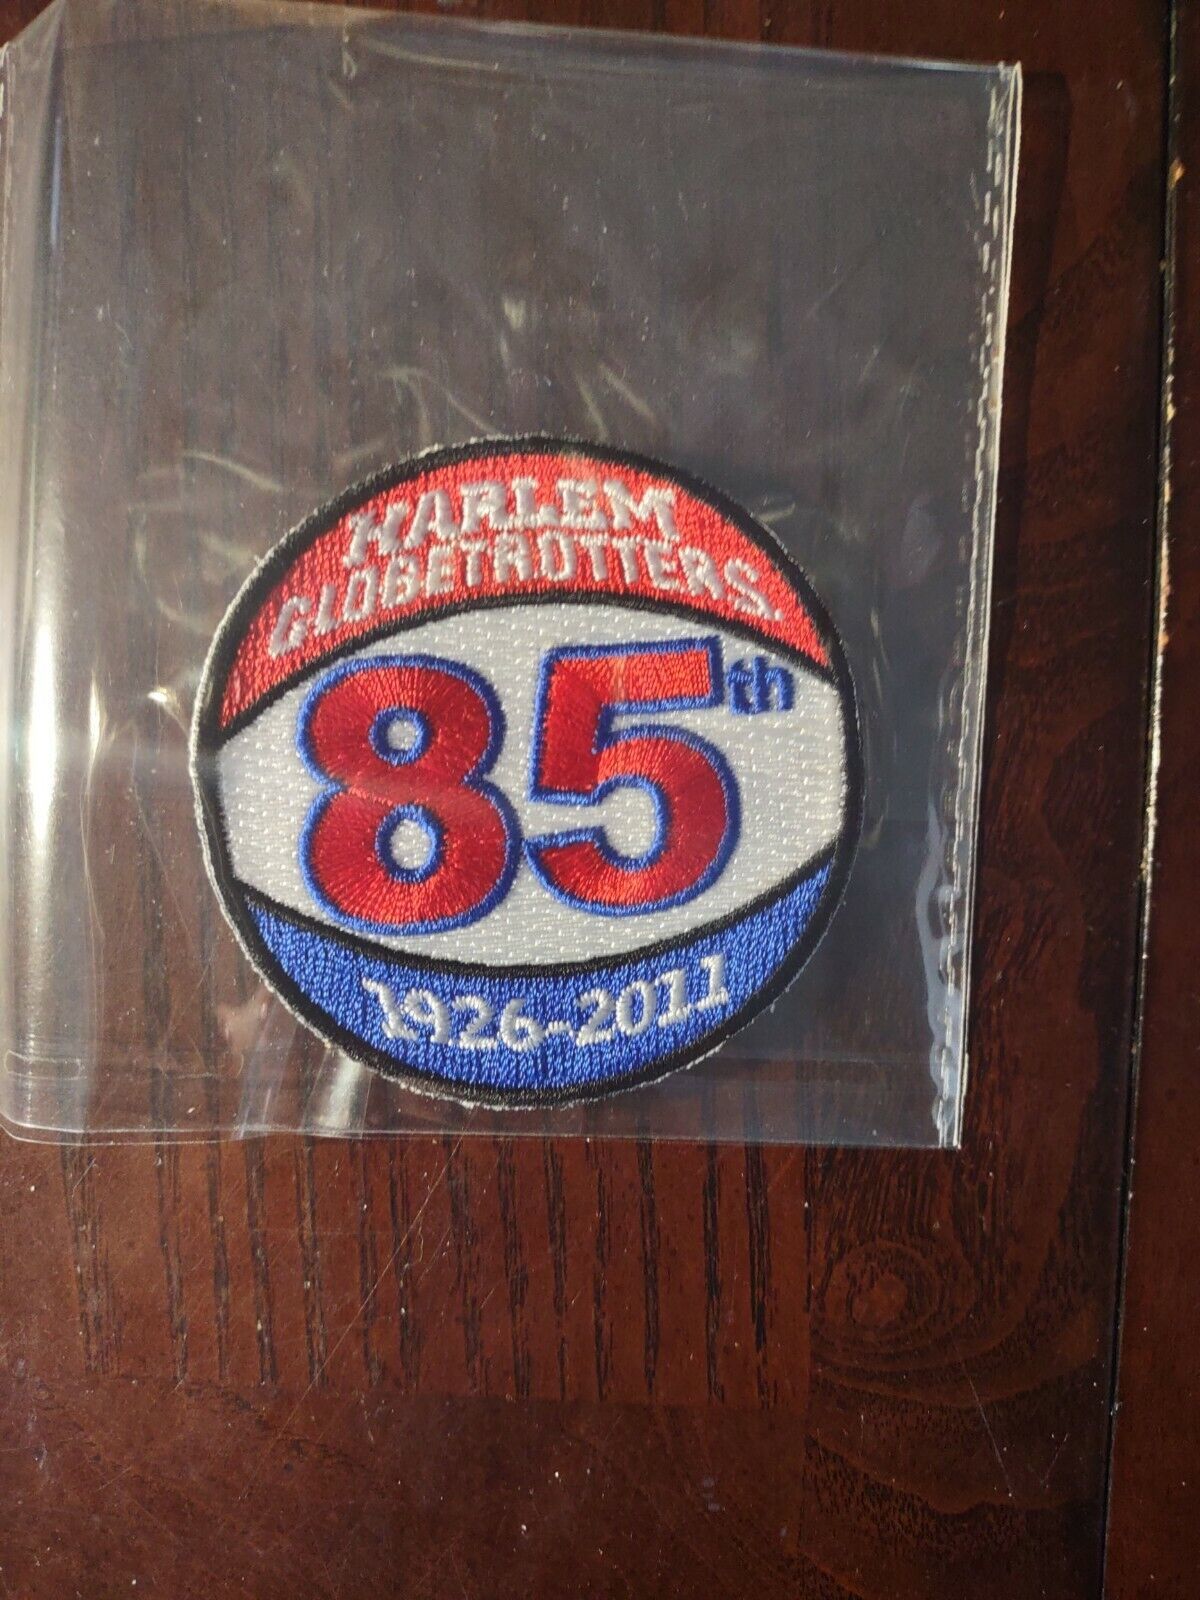 HARLEM
GLOBETROTTERS.
85th
1926-2011